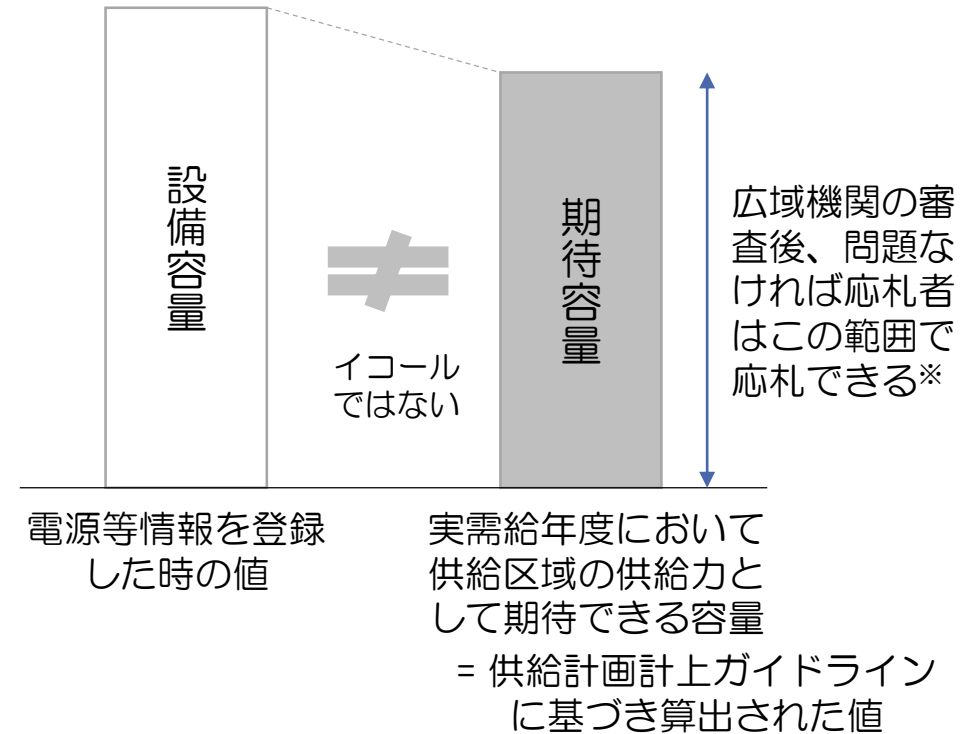 設備容量
≠
イコール
ではない
期待容量
広域機関の審
査後、問題な
ければ応札者
はこの範囲で
応札できる※
電源等情報を登録
した時の値
実需給年度において
供給区域の供給力と
して期待できる容量
= 供給計画計上ガイドライン
に基づき算出された値